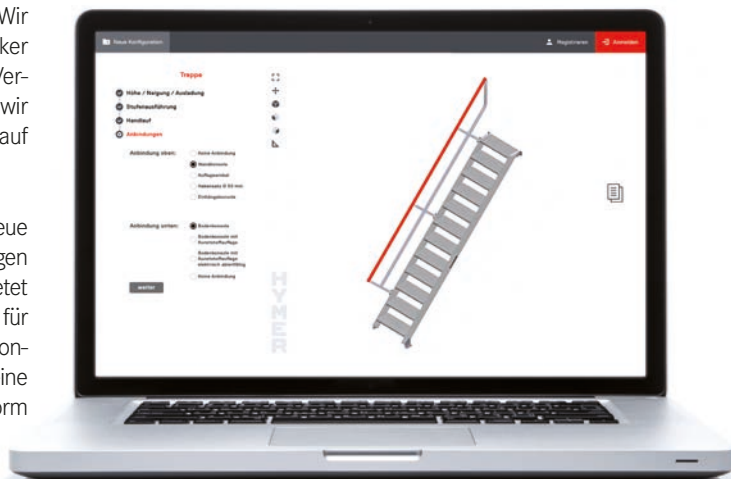 Wir
ker
Ver-
wir
auf
eue
gen
etet
für
on-
ine
orm
Neue Konfiguration
Registrieren
Anmelden
Treppe
Höhe / Neigung / Ausladung
Stufenausführung
Handlauf
Anbindungen
Anbindung oben:
Keine Anbindung
Wandkonsole
Auflagewinkel
Hakensatz Ø 50 mm
Einhängekonsole
Anbindung unten:
Bodenkonsole
Bodenkonsole mit
Kunststoffauflage
Bodenkonsole mit
Kunststoffauflage
elektrisch ableitfähig
Keine Anbindung
weiter
HYMER